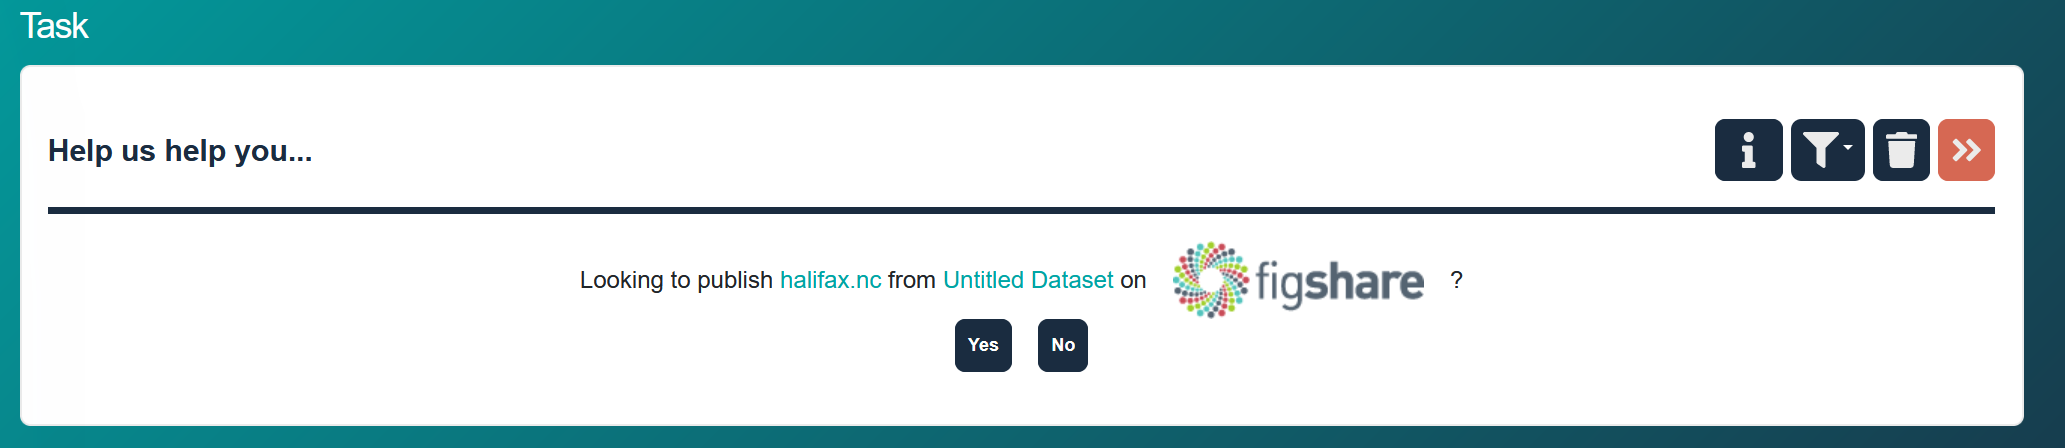 Task
Help us help you...
Looking to publish halifax.nc from Untitled Dataset on figshare ?
Yes No